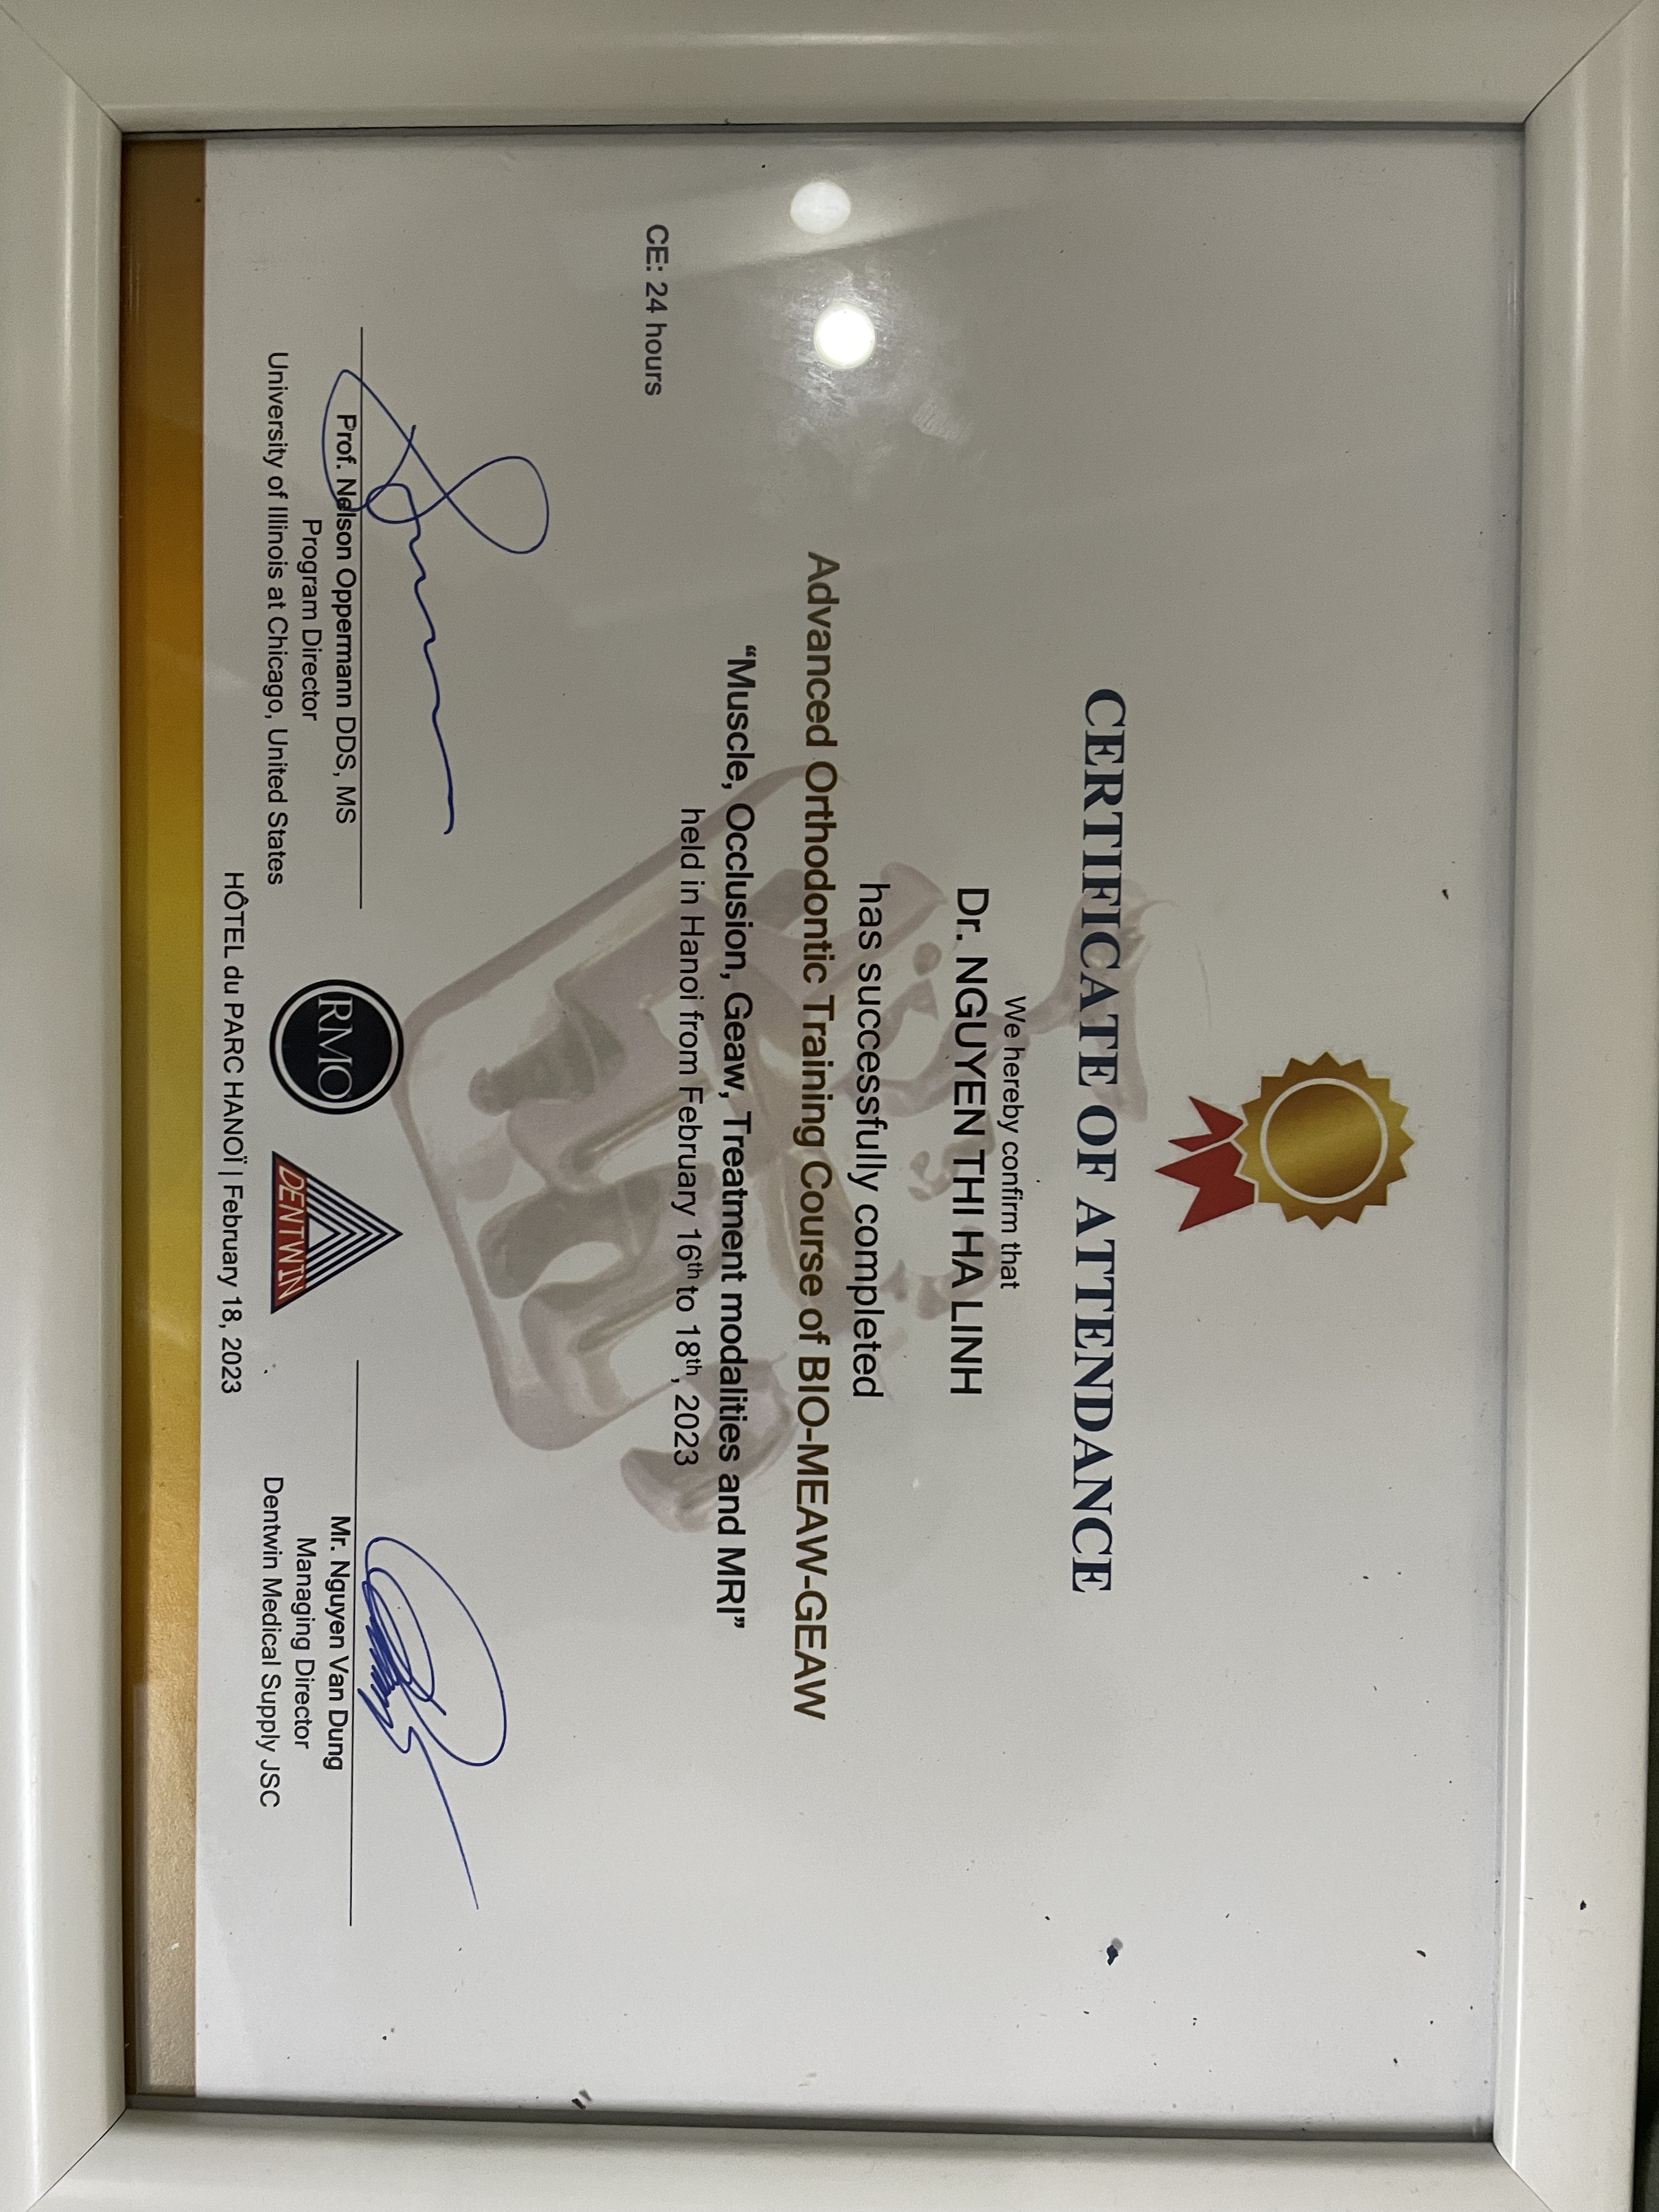 CERTIFICATE OF ATTENDANCE
We hereby confirm that
Dr. NGUYEN THI HA LINH
has successfully completed
Advanced Orthodontic Training Course of BIO-MEAW-GEAW
“Muscle, Occlusion, Geaw, Treatment modalities and MRI”
held in Hanoi from February 16th to 18th, 2023
CE: 24 hours
Prof. Nelson Oppermann DDS, MS
Program Director
University of Illinois at Chicago, United States
RMO
DENTWIN
Mr. Nguyen Van Dung
Managing Director
Dentwin Medical Supply JSC
HÔTEL du PARC HANOÏ | February 18, 2023